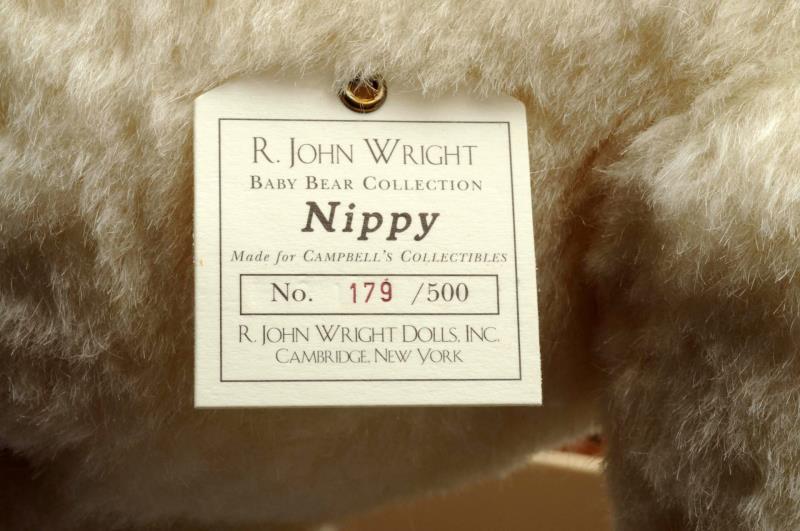 R. John Wright
Baby Bear Collection
Nippy
Made for Campbell's Collectibles
No. 179 /500
R. John Wright Dolls, Inc.
Cambridge, New York